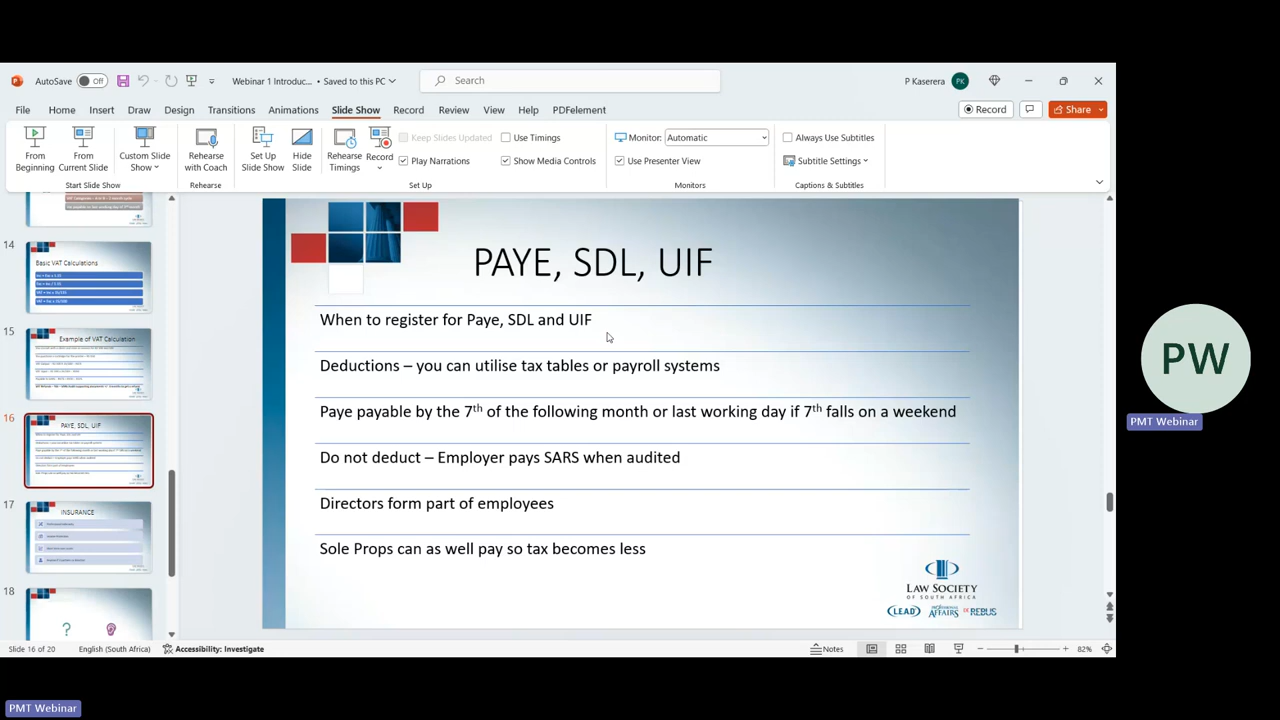 AutoSave Off Webinar 1 Introduc... • Saved to this PC Search P Kaserera PK
File Home Insert Draw Design Transitions Animations Slide Show Record Review View Help PDFelement Record Share
From Beginning
From Current Slide
Custom Slide Show
Start Slide Show
Rehearse with Coach
Rehearse
Set Up Slide Show
Hide Slide
Rehearse Timings
Record
Keep Slides Updated
Play Narrations
Use Timings
Show Media Controls
Set Up
Monitor: Automatic
Use Presenter View
Monitors
Always Use Subtitles
Subtitle Settings
Captions & Subtitles
14
Basic VAT Calculations
15
Example of VAT Calculation
16
PAYE, SDL, UIF
17
INSURANCE
18
?
PAYE, SDL, UIF
When to register for Paye, SDL and UIF
Deductions – you can utilise tax tables or payroll systems
Paye payable by the 7th of the following month or last working day if 7th falls on a weekend
Do not deduct – Employer pays SARS when audited
Directors form part of employees
Sole Props can as well pay so tax becomes less
LAW SOCIETY
OF SOUTH AFRICA
LEAD PROFESSIONAL AFFAIRS DE REBUS
Slide 16 of 20 English (South Africa) Accessibility: Investigate Notes 82%
PW
PMT Webinar
PMT Webinar